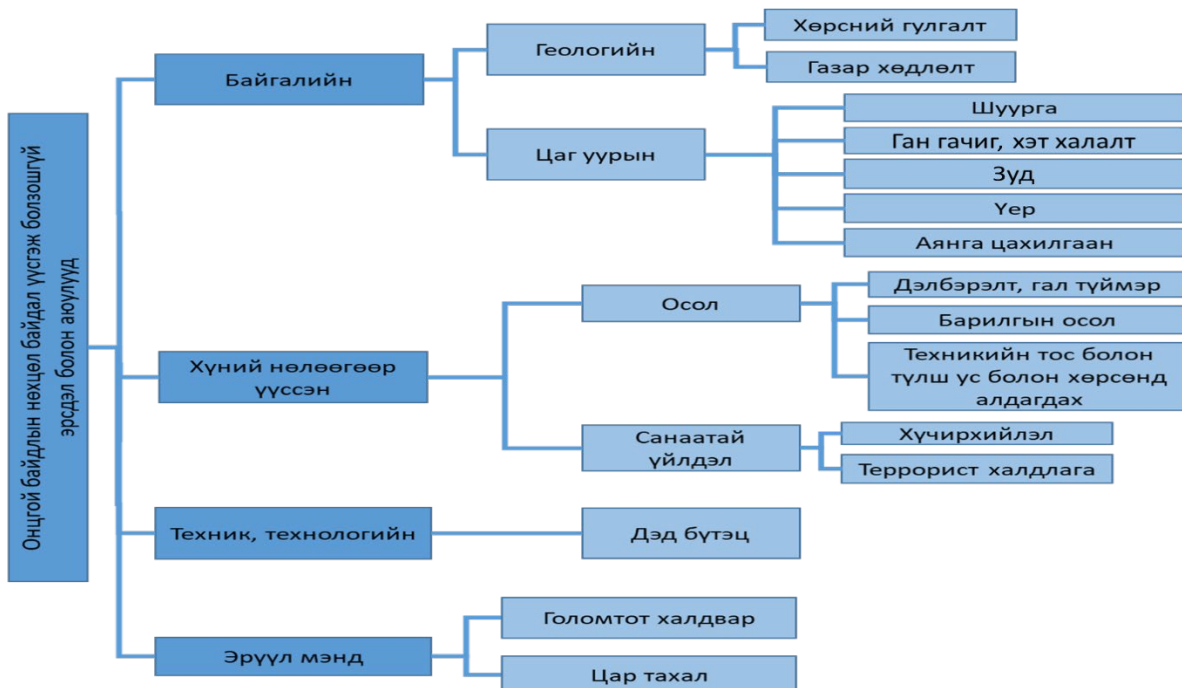 Онцгой байдлын нөхцөл байдал үүсгэж болзошгүй
эрсдэл болон аюулууд
Байгалийн
Геологийн
Хөрсний гулгалт
Газар хөдлөлт
Цаг уурын
Шуурга
Ган гачиг, хэт халалт
Зуд
Үер
Аянга цахилгаан
Хүний нөлөөгөөр
үүссэн
Осол
Дэлбэрэлт, гал түймэр
Барилгын осол
Техникийн тос болон
түлш ус болон хөрсөнд
алдагдах
Санаатай
үйлдэл
Хүчирхийлэл
Террорист халдлага
Техник, технологийн
Дэд бүтэц
Эрүүл мэнд
Голомтот халдвар
Цар тахал